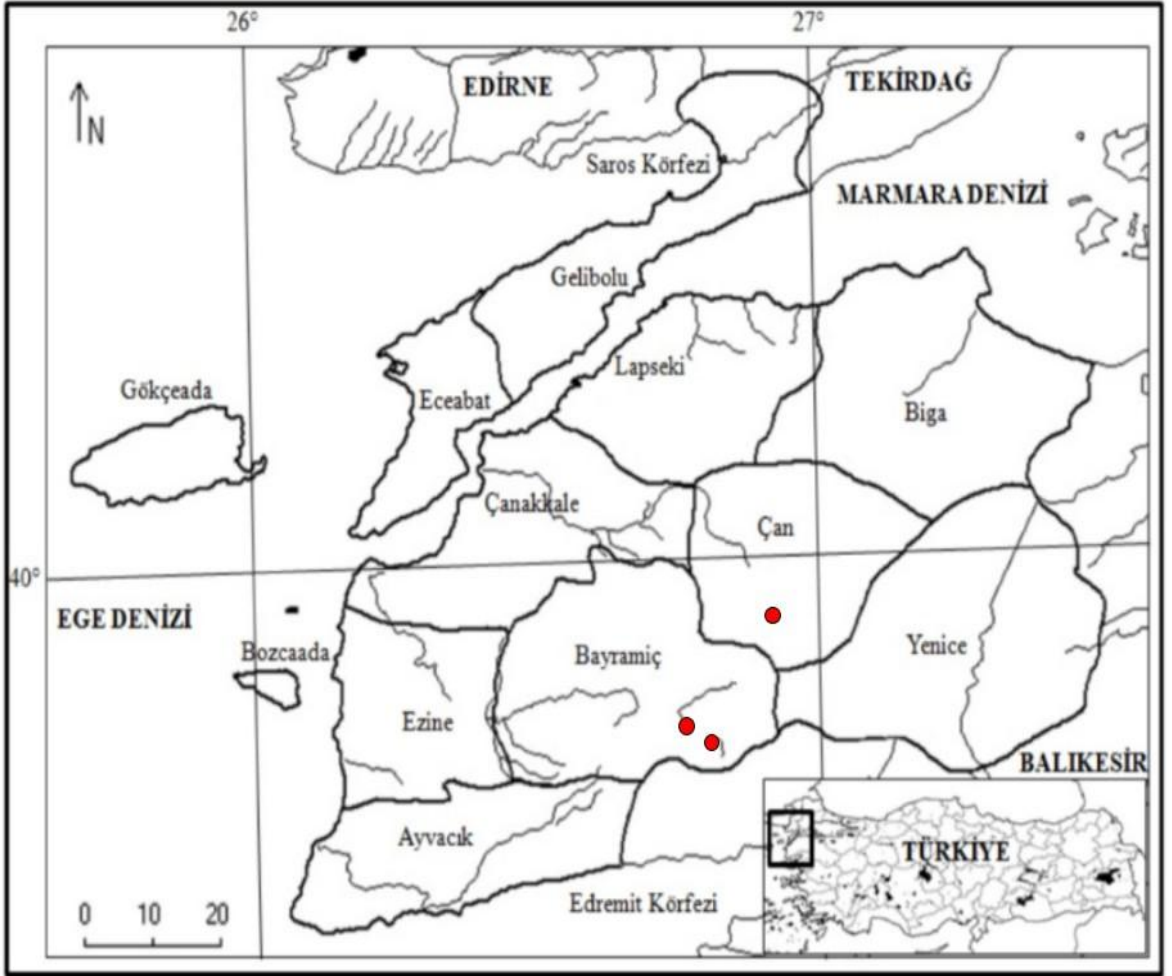 26°
27°
N
EDİRNE
TEKİRDAĞ
Saros Körfezi
MARMARA DENİZİ
Gelibolu
Lapseki
Gökçeada
Eceabat
Biga
Çanakkale
Çan
40°
EGE DENİZİ
Bozcaada
Bayramiç
Yenice
Ezine
BALIKESİR
Ayvacık
TÜRKİYE
Edremit Körfezi
0 10 20